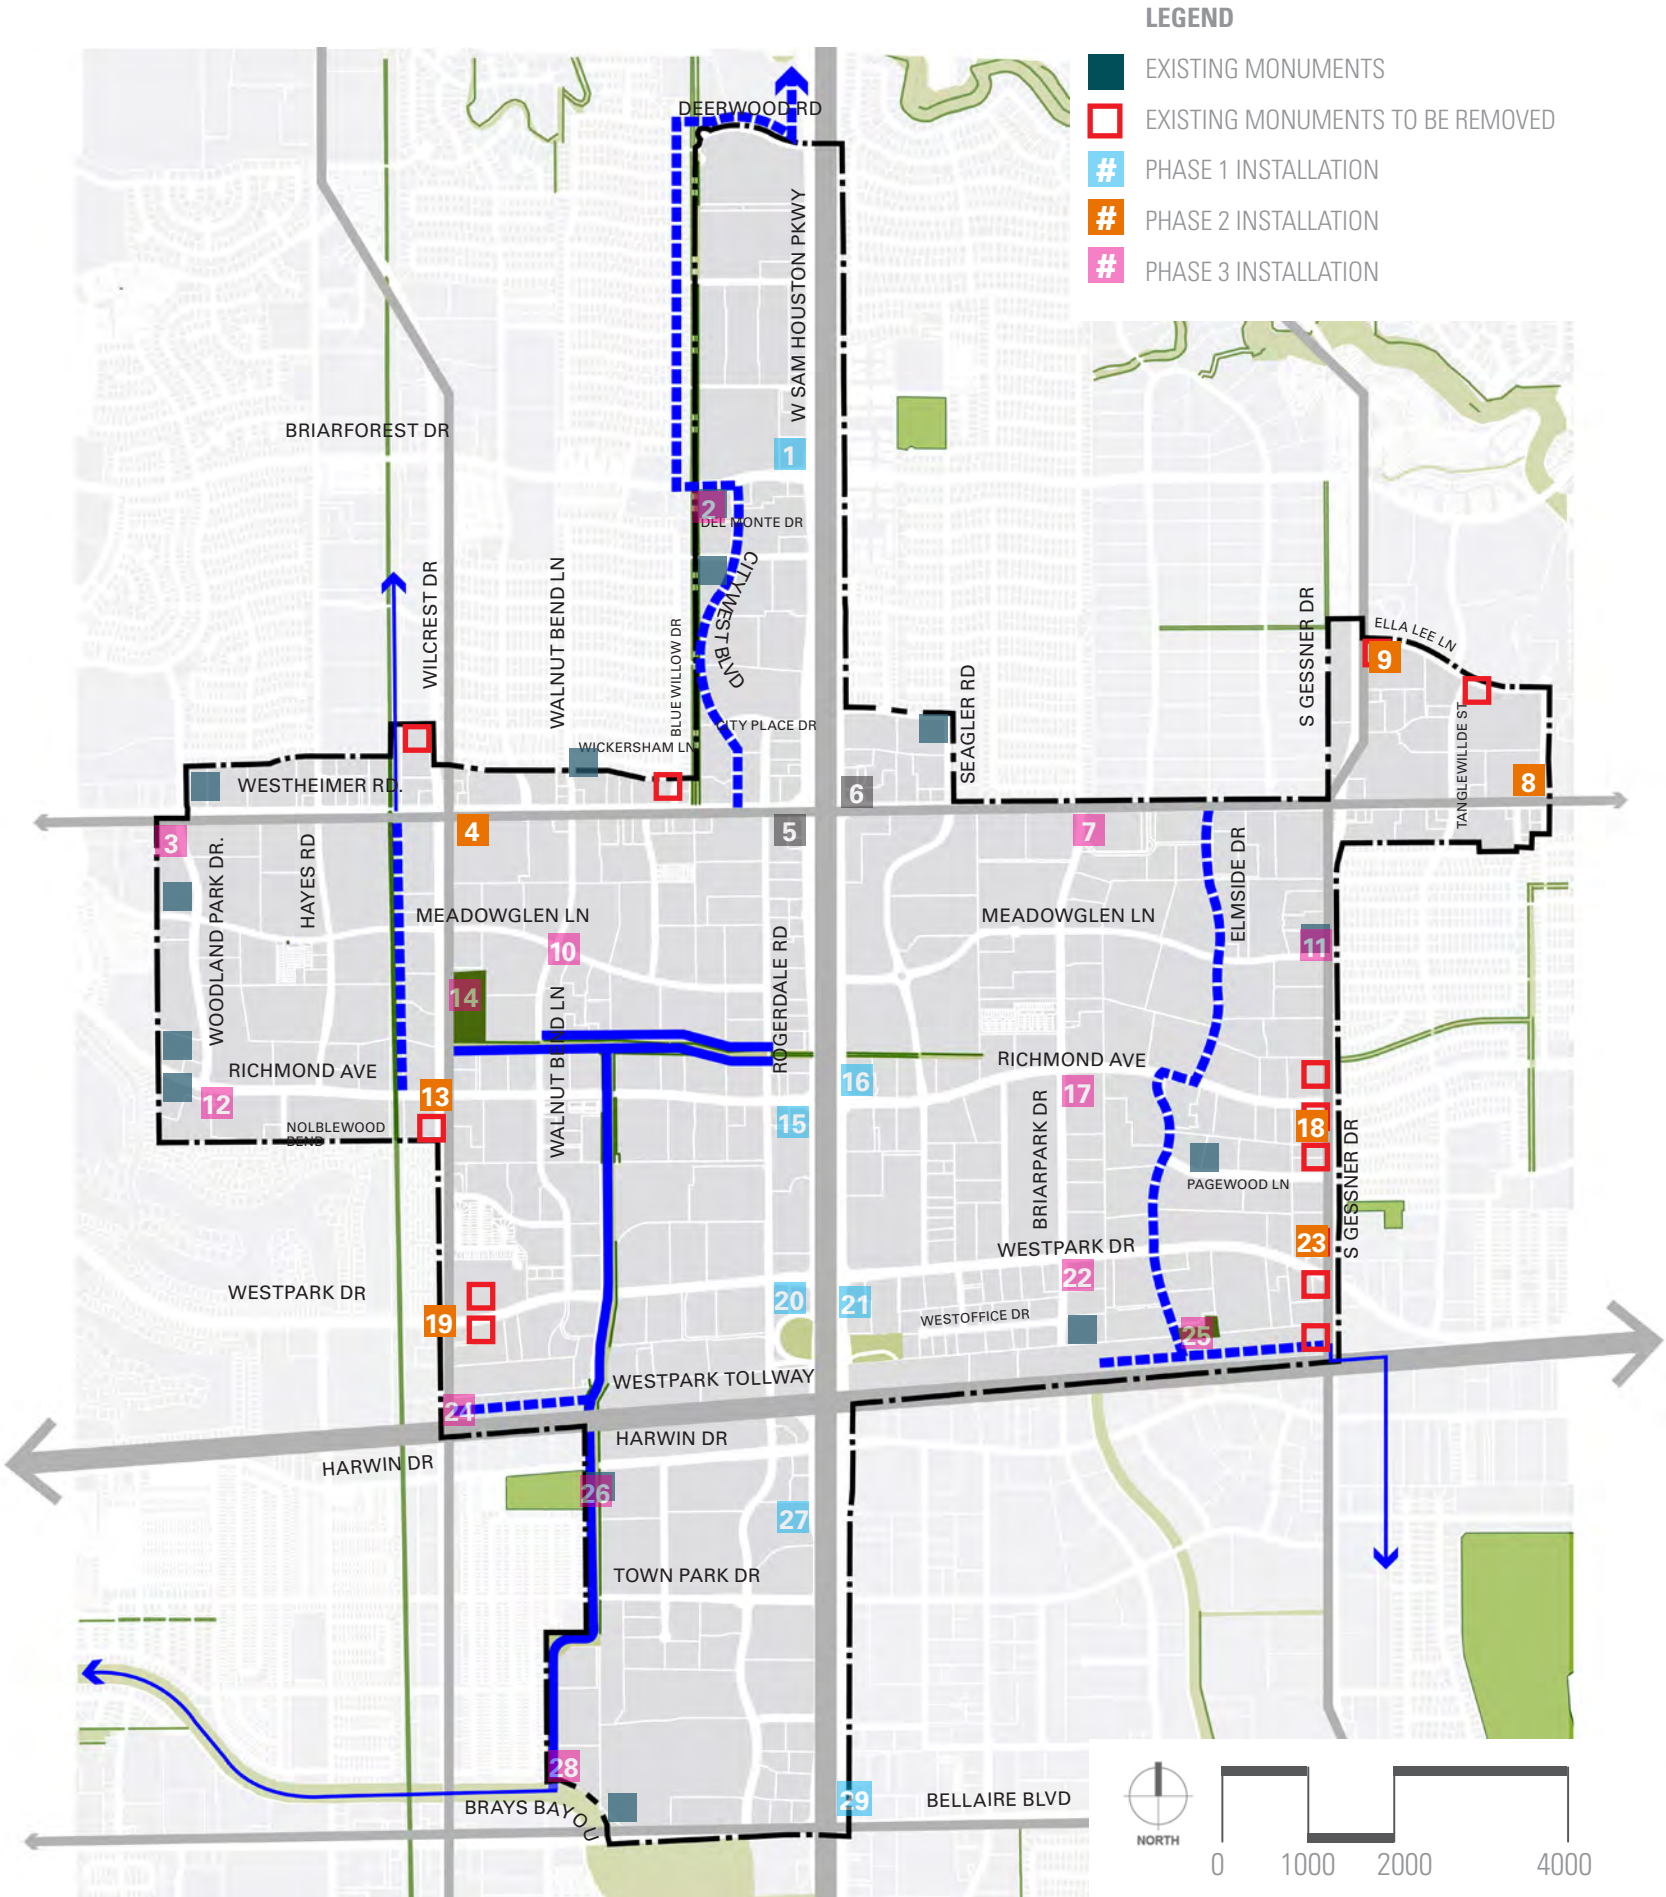 LEGEND
EXISTING MONUMENTS
EXISTING MONUMENTS TO BE REMOVED
# PHASE 1 INSTALLATION
# PHASE 2 INSTALLATION
# PHASE 3 INSTALLATION
DEERWOOD RD
W SAM HOUSTON PKWY
BRIARFOREST DR
1
2
DEL MONTE DR
CITYWEST BLVD
WILCREST DR
WALNUT BEND LN
BLUE WILLOW DR
S GESSNER DR
ELLA LEE LN
9
SEAGLER RD
CITY PLACE DR
WICKERSHAM LN
TANGLEWILLDE ST
WESTHEIMER RD.
8
6
3
4
5
7
WOODLAND PARK DR.
HAYES RD
ELMSIDE DR
MEADOWGLEN LN
MEADOWGLEN LN
10
11
ROGERDALE RD
14
WALNUT BEND LN
RICHMOND AVE
RICHMOND AVE
16
12
13
17
15
NOLBLEWOOD
BEND
18
BRIARPARK DR
S GESSNER DR
PAGEWOOD LN
WESTPARK DR
23
22
WESTPARK DR
20
21
19
WESTOFFICE DR
25
WESTPARK TOLLWAY
24
HARWIN DR
HARWIN DR
26
27
TOWN PARK DR
28
29
BRAYS BAYOU
BELLAIRE BLVD
NORTH
0 1000 2000 4000